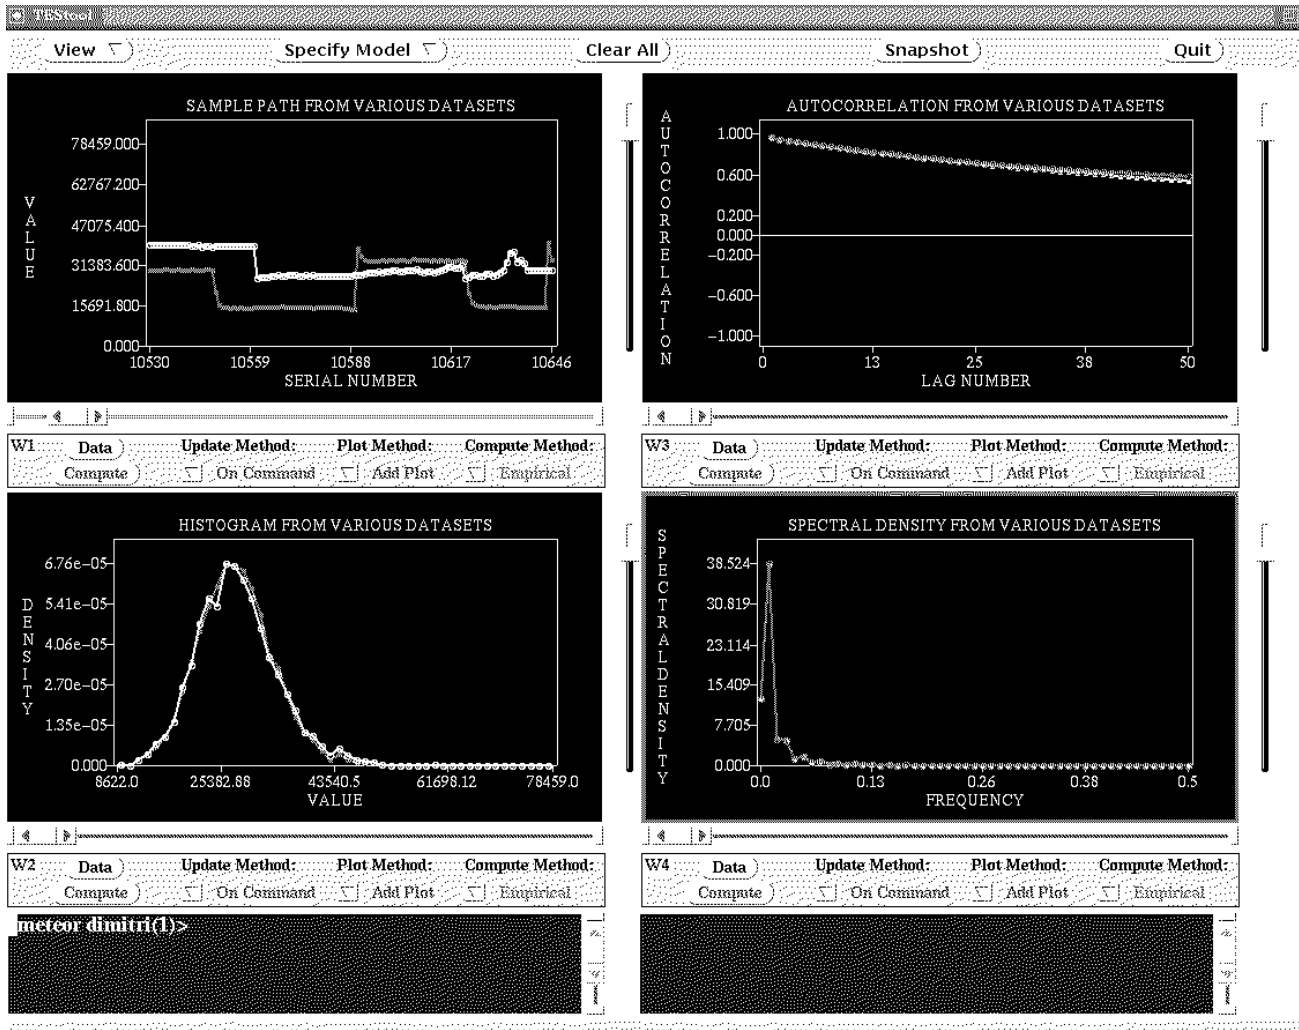 TEStool
View Specify Model Clear All Snapshot Quit
SAMPLE PATH FROM VARIOUS DATASETS
VALUE
78459.000
62767.200
47075.400
31383.600
15691.800
0.000
10530 10559 10588 10617 10646
SERIAL NUMBER
AUTOCORRELATION FROM VARIOUS DATASETS
AUTOCORRELATION
1.000
0.600
0.200
0.000
-0.200
-0.600
-1.000
0 13 25 38 50
LAG NUMBER
W1 Data Update Method: Plot Method: Compute Method:
Compute On Command Add Plot Empirical
W3 Data Update Method: Plot Method: Compute Method:
Compute On Command Add Plot Empirical
HISTOGRAM FROM VARIOUS DATASETS
DENSITY
6.76e-05
5.41e-05
4.06e-05
2.70e-05
1.35e-05
0.000
8622.0 25382.88 43540.5 61698.12 78459.0
VALUE
SPECTRAL DENSITY FROM VARIOUS DATASETS
SPECTRALDENSITY
38.524
30.819
23.114
15.409
7.705
0.000
0.0 0.13 0.26 0.38 0.5
FREQUENCY
W2 Data Update Method: Plot Method: Compute Method:
Compute On Command Add Plot Empirical
W4 Data Update Method: Plot Method: Compute Method:
Compute On Command Add Plot Empirical
meteor dimitri(1)>